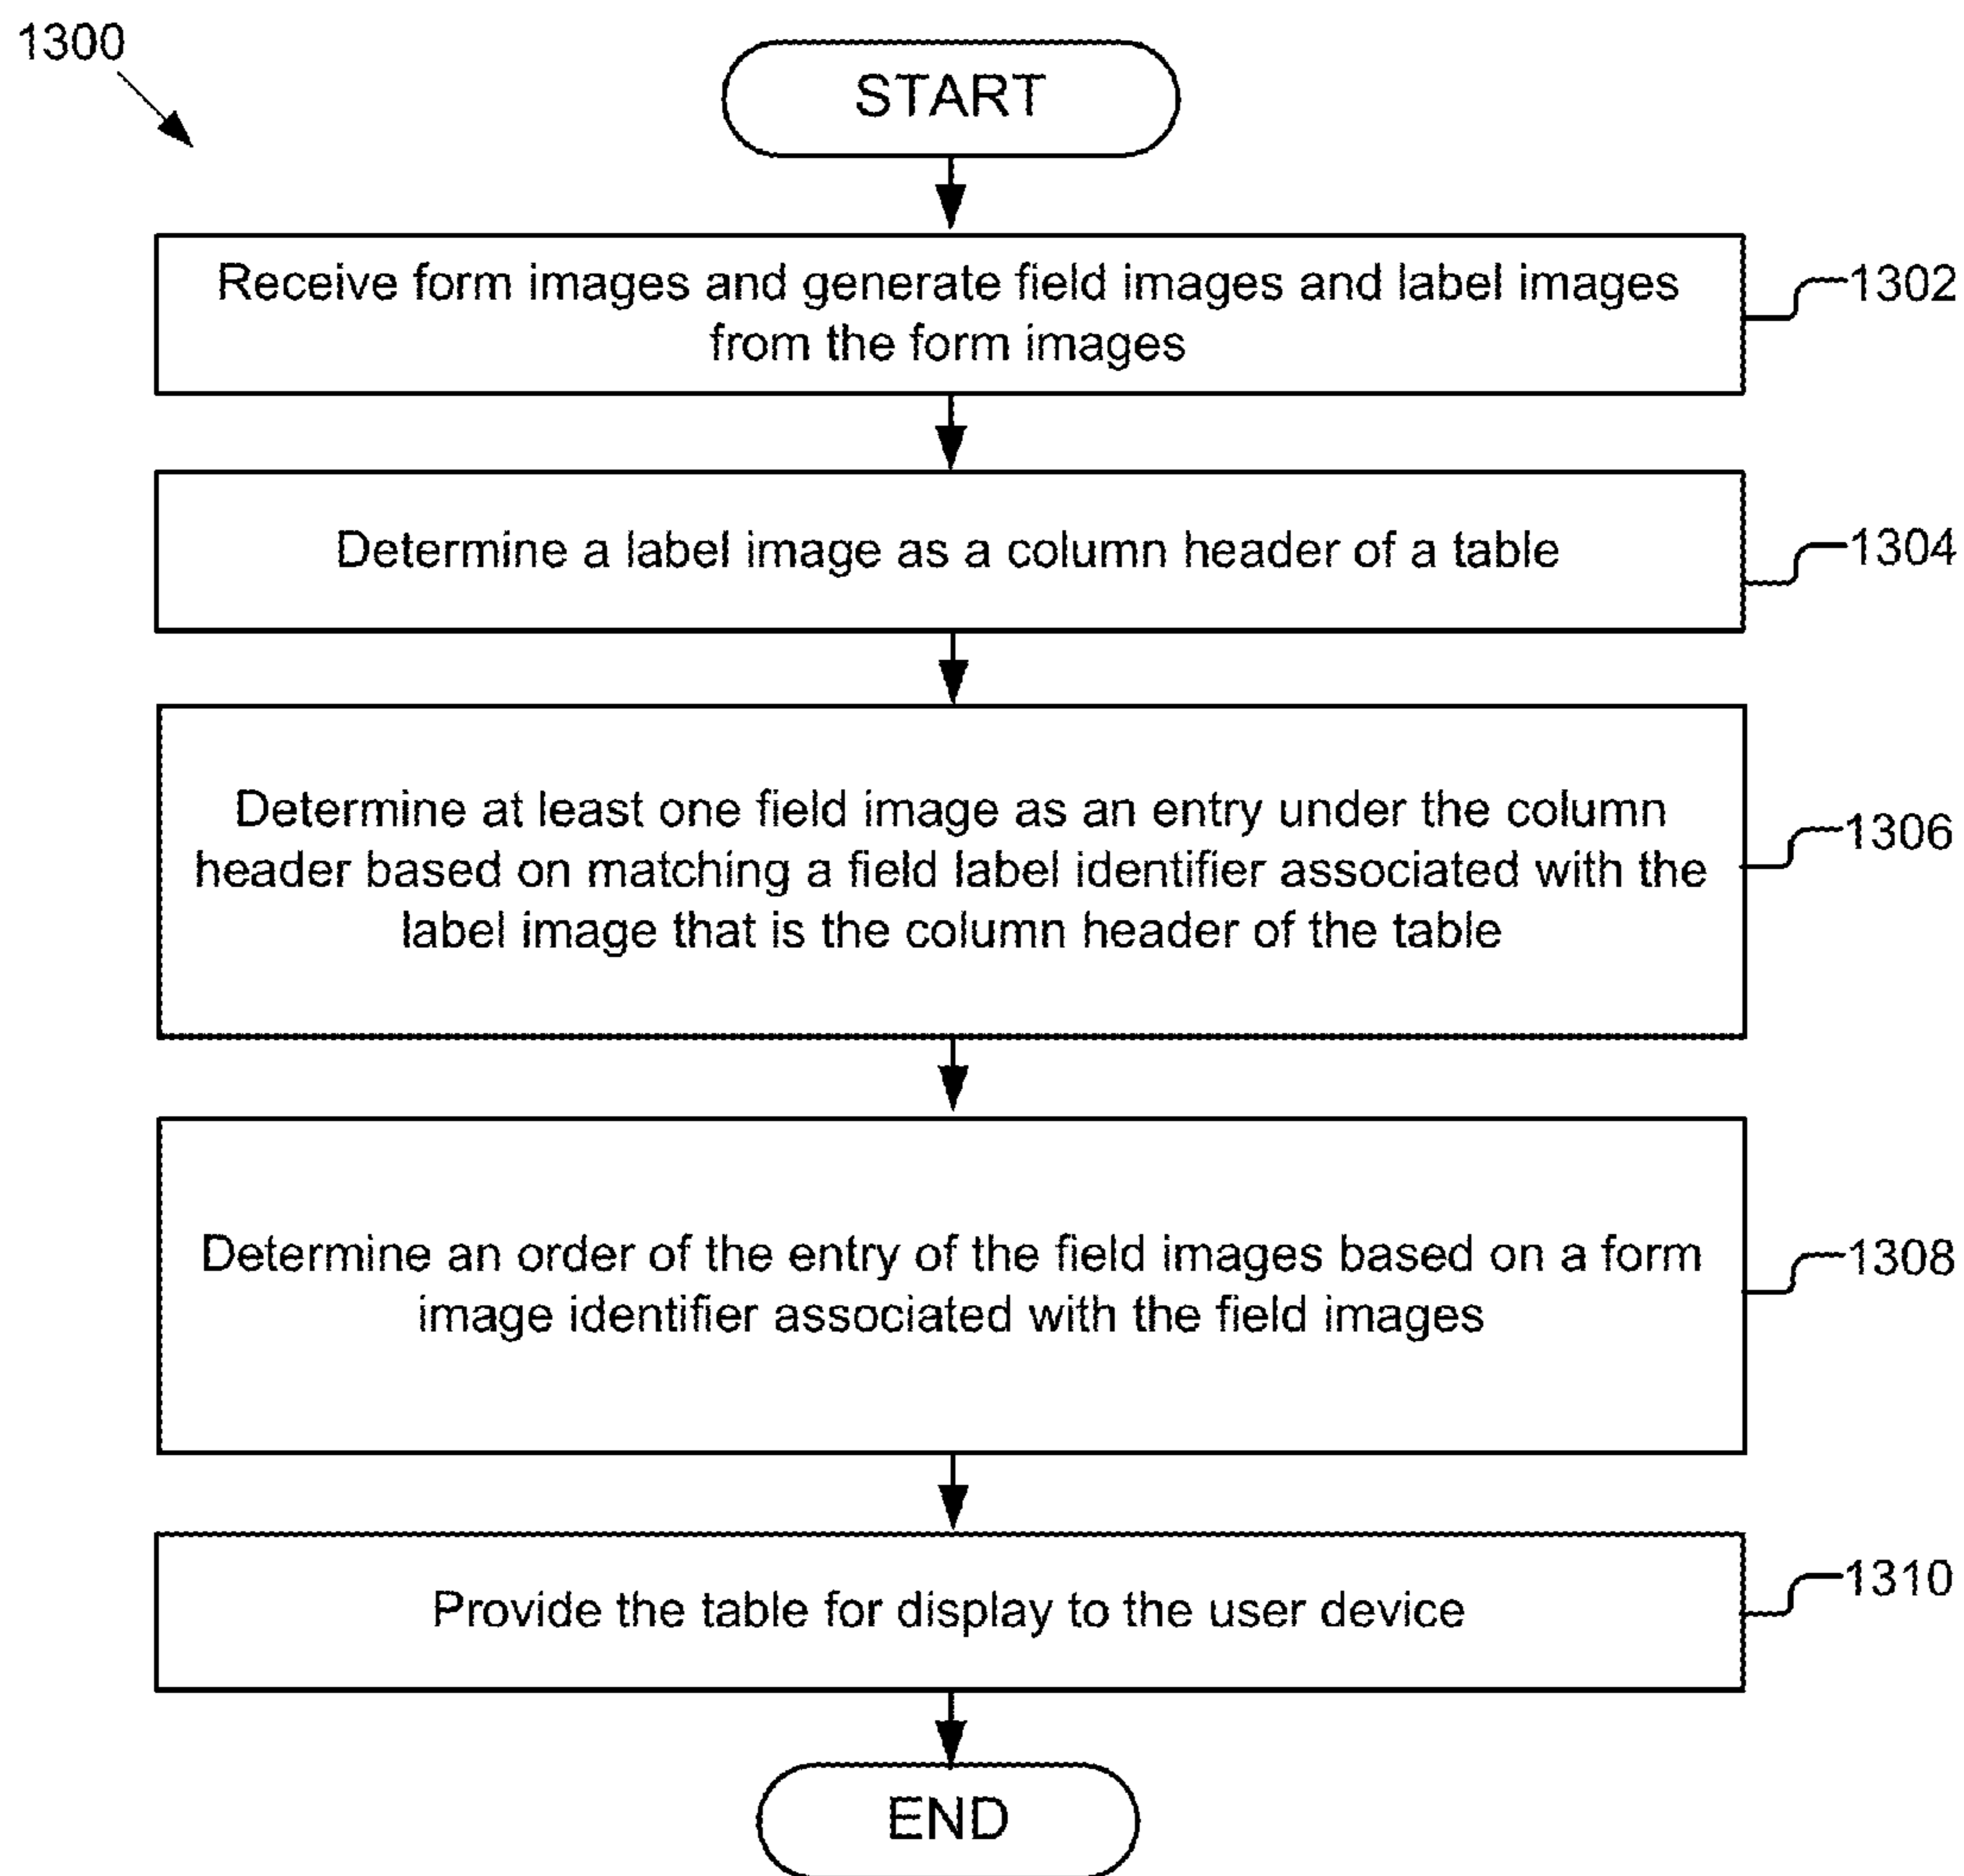 1300
START
Receive form images and generate field images and label images
from the form images
1302
Determine a label image as a column header of a table
1304
Determine at least one field image as an entry under the column
header based on matching a field label identifier associated with the
label image that is the column header of the table
1306
Determine an order of the entry of the field images based on a form
image identifier associated with the field images
1308
Provide the table for display to the user device
1310
END